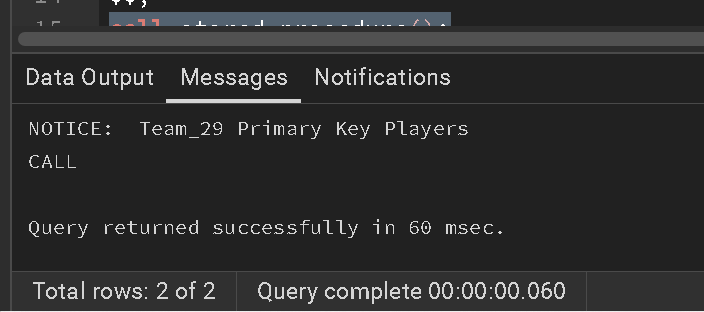 $$;
15
call stored_procedure();
Data Output Messages Notifications
NOTICE: Team_29 Primary Key Players
CALL
Query returned successfully in 60 msec.
Total rows: 2 of 2 Query complete 00:00:00.060